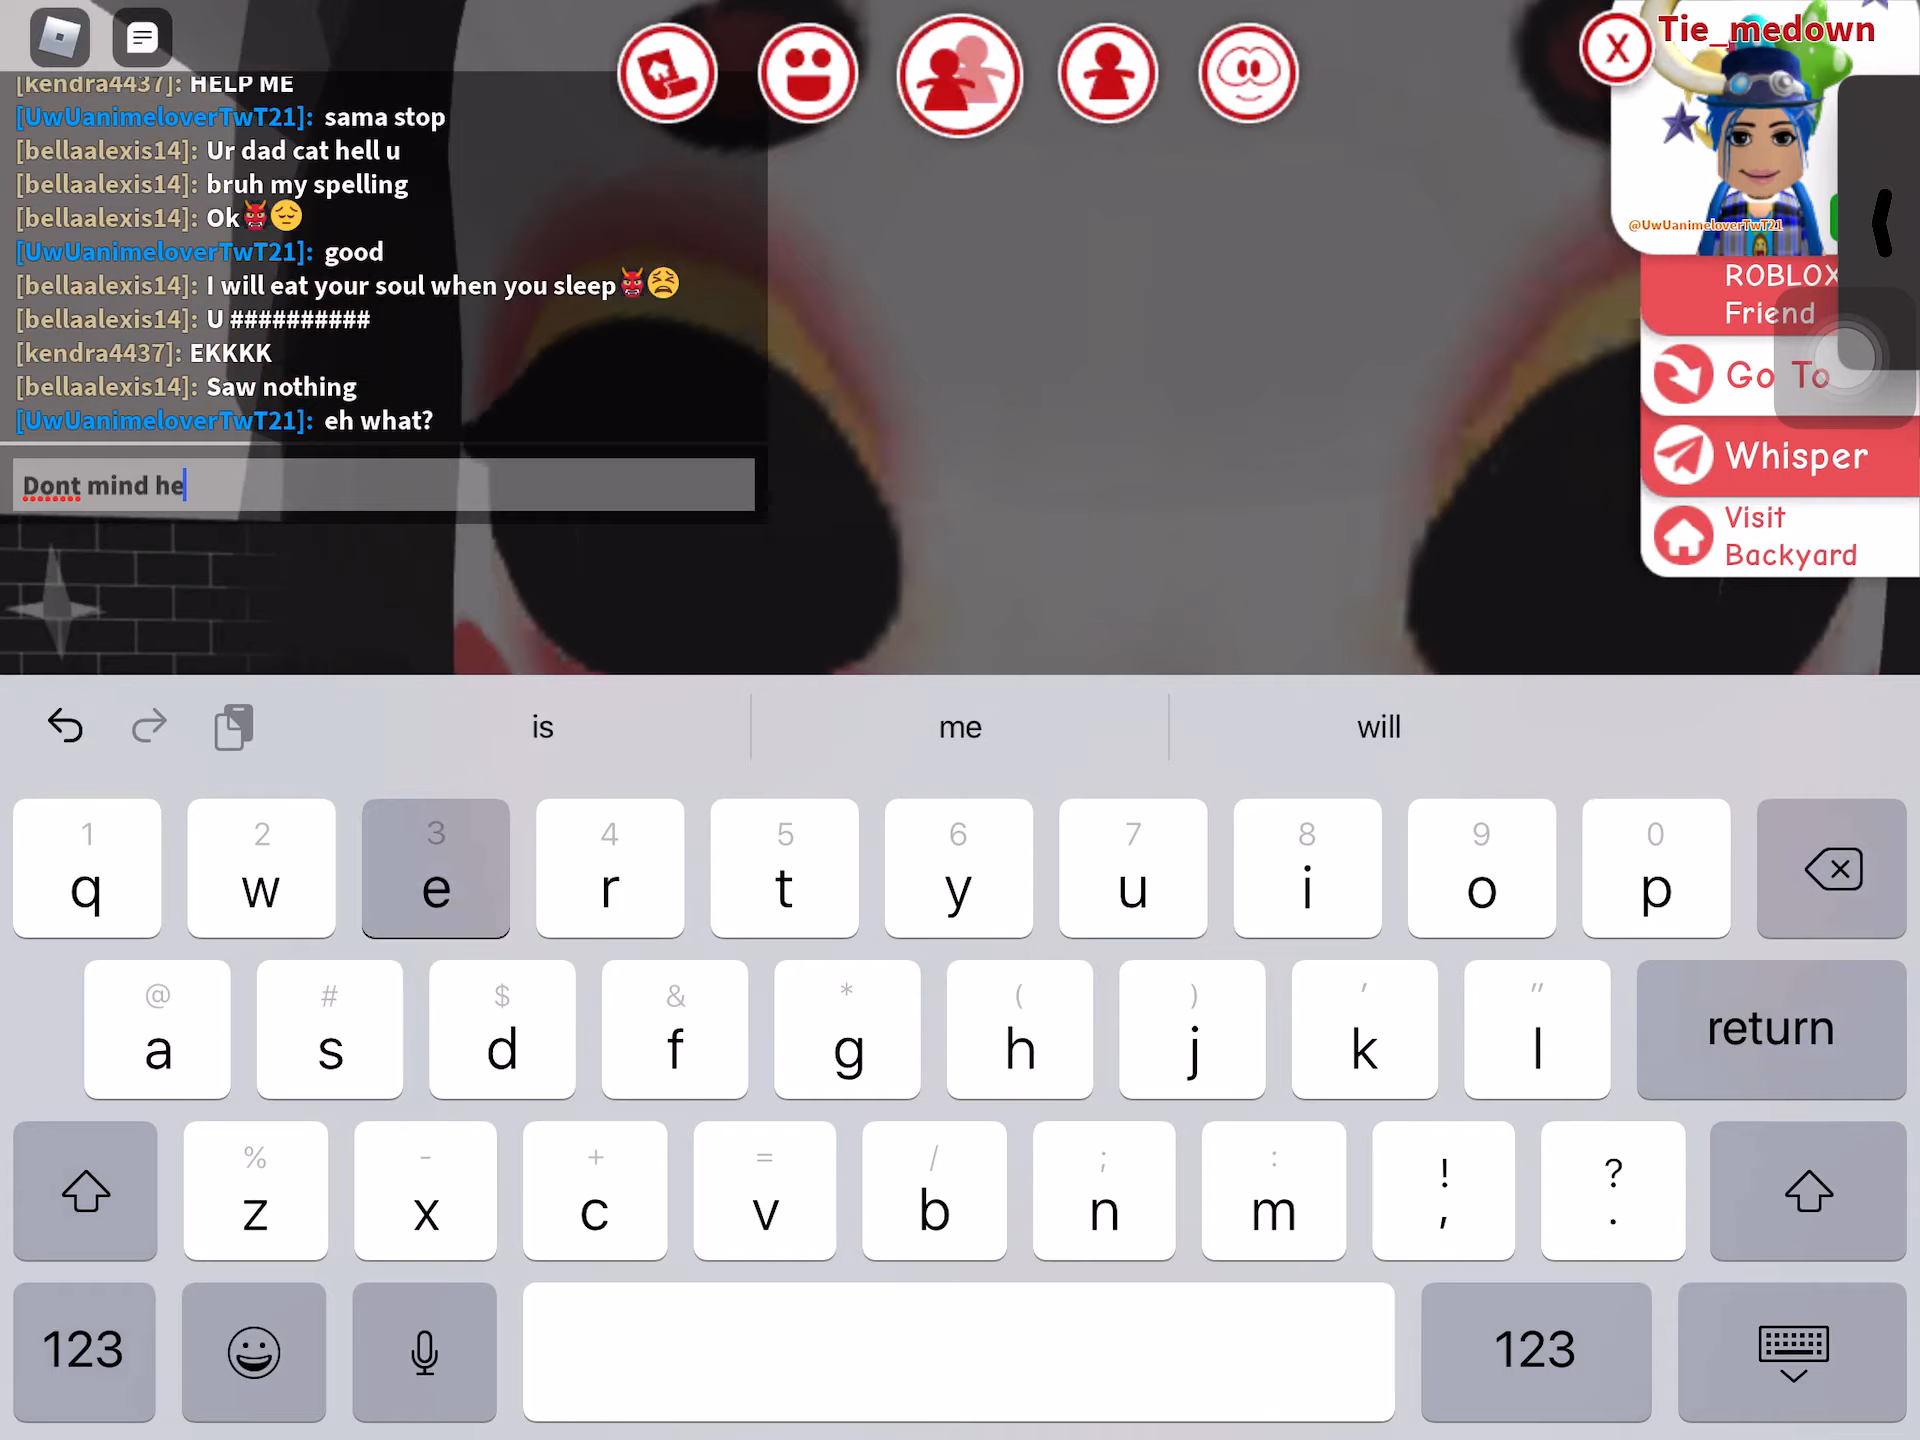 [kendra4437]: HELP ME
[UwUanimeloverTwT21]: sama stop
[bellaalexis14]: Ur dad cat hell u
[bellaalexis14]: bruh my spelling
[bellaalexis14]: Ok👹😔
[UwUanimeloverTwT21]: good
[bellaalexis14]: I will eat your soul when you sleep👹😫
[bellaalexis14]: U ##########
[kendra4437]: EKKKK
[bellaalexis14]: Saw nothing
[UwUanimeloverTwT21]: eh what?
Dont mind he
X
Tie_medown
@UwUanimeloverTwT21
ROBLOX
Friend
Go To
Whisper
Visit
Backyard
is me will
1 2 3 4 5 6 7 8 9 0
q w e r t y u i o p
@ # $ & * ( ) ' "
a s d f g h j k l return
% - + = / ; : ! ?
z x c v b n m , .
123 123